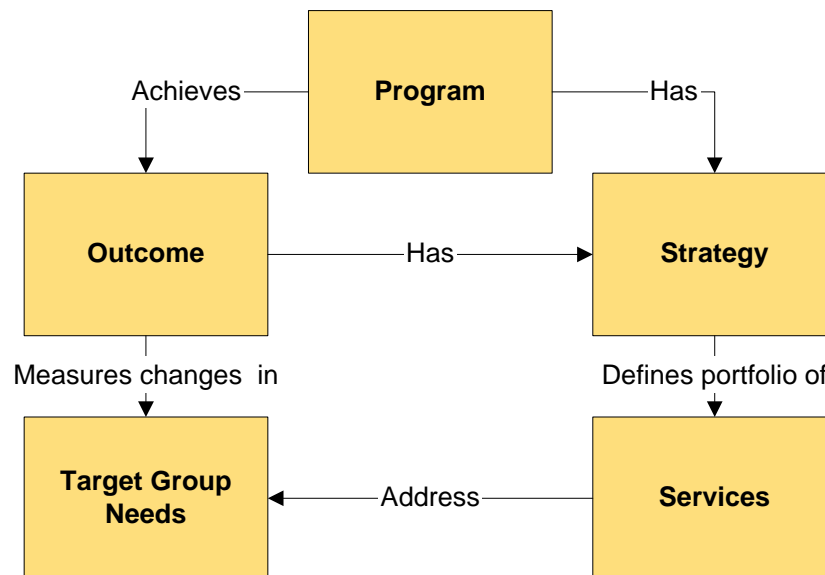 Program
Achieves
Has
Outcome
Has
Strategy
Measures changes in
Defines portfolio of
Target Group
Needs
Address
Services